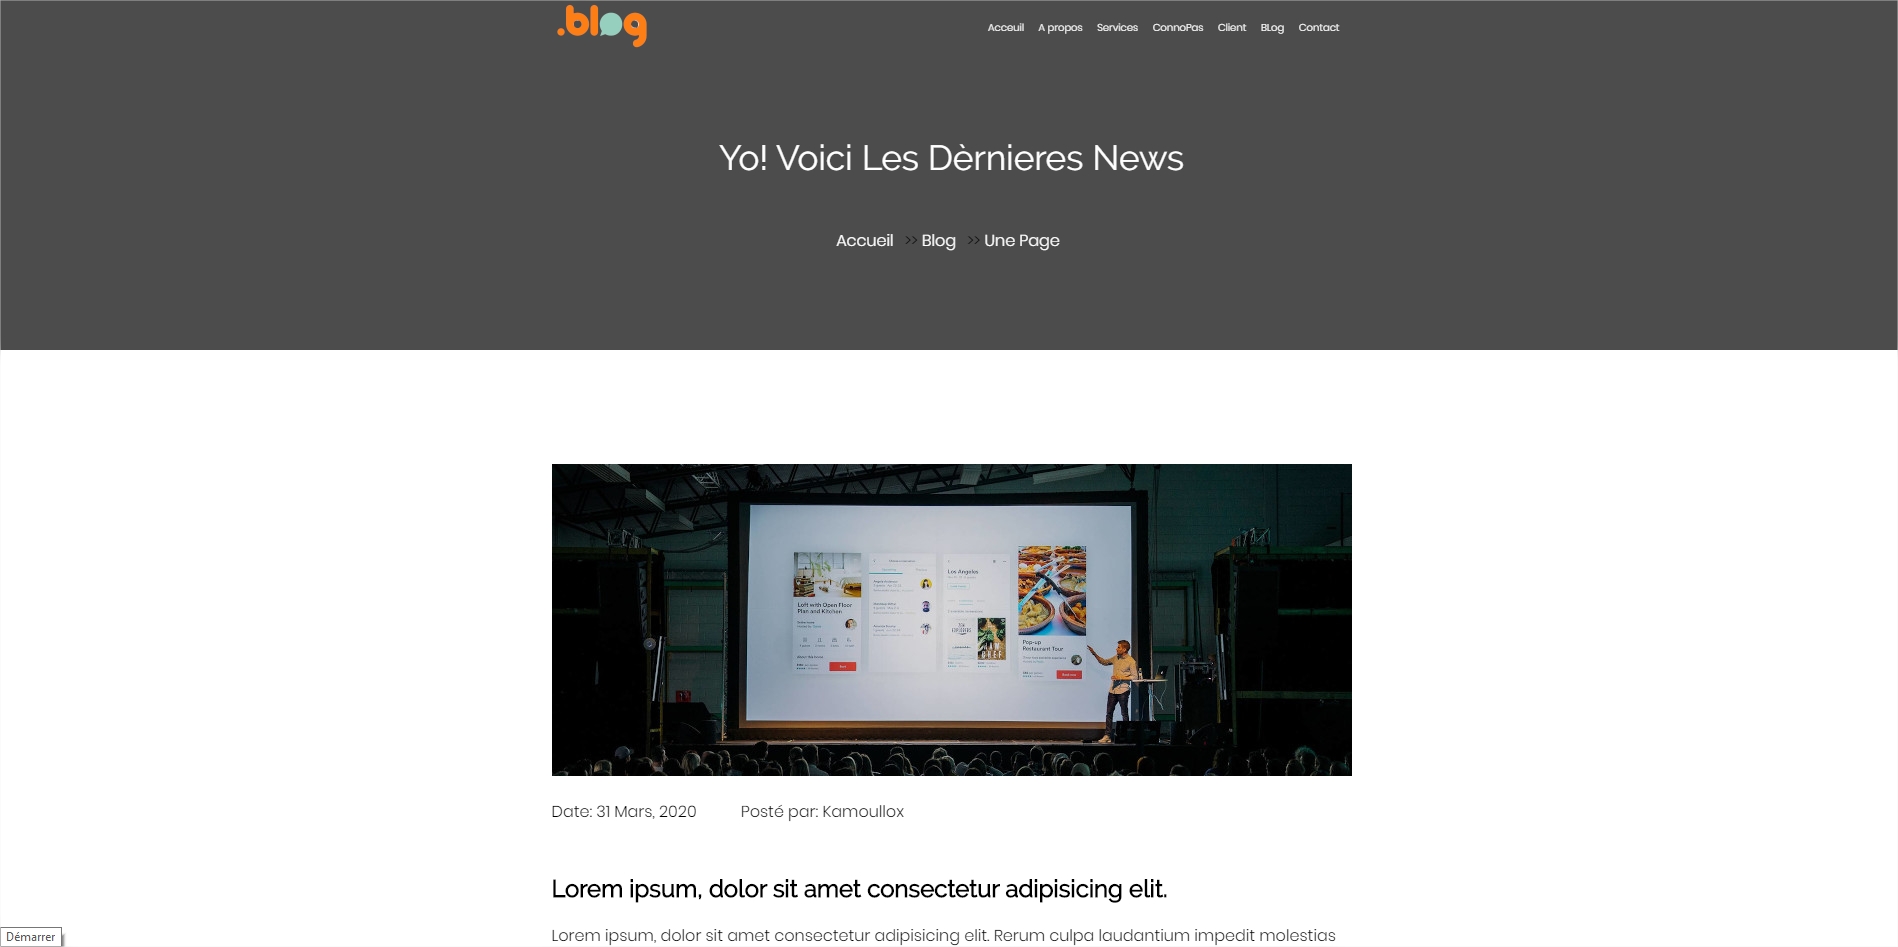 .blog
Acceuil A propos Services ConnoPas Client BLog Contact
Yo! Voici Les Dèrnieres News
Accueil >> Blog >> Une Page
Los Angeles
Loft with Open Floor
Plan and Kitchen
Pop-up
Restaurant Tour
Date: 31 Mars, 2020 Posté par: Kamoullox
Lorem ipsum, dolor sit amet consectetur adipisicing elit.
Lorem ipsum, dolor sit amet consectetur adipisicing elit. Rerum culpa laudantium impedit molestias
Démarrer